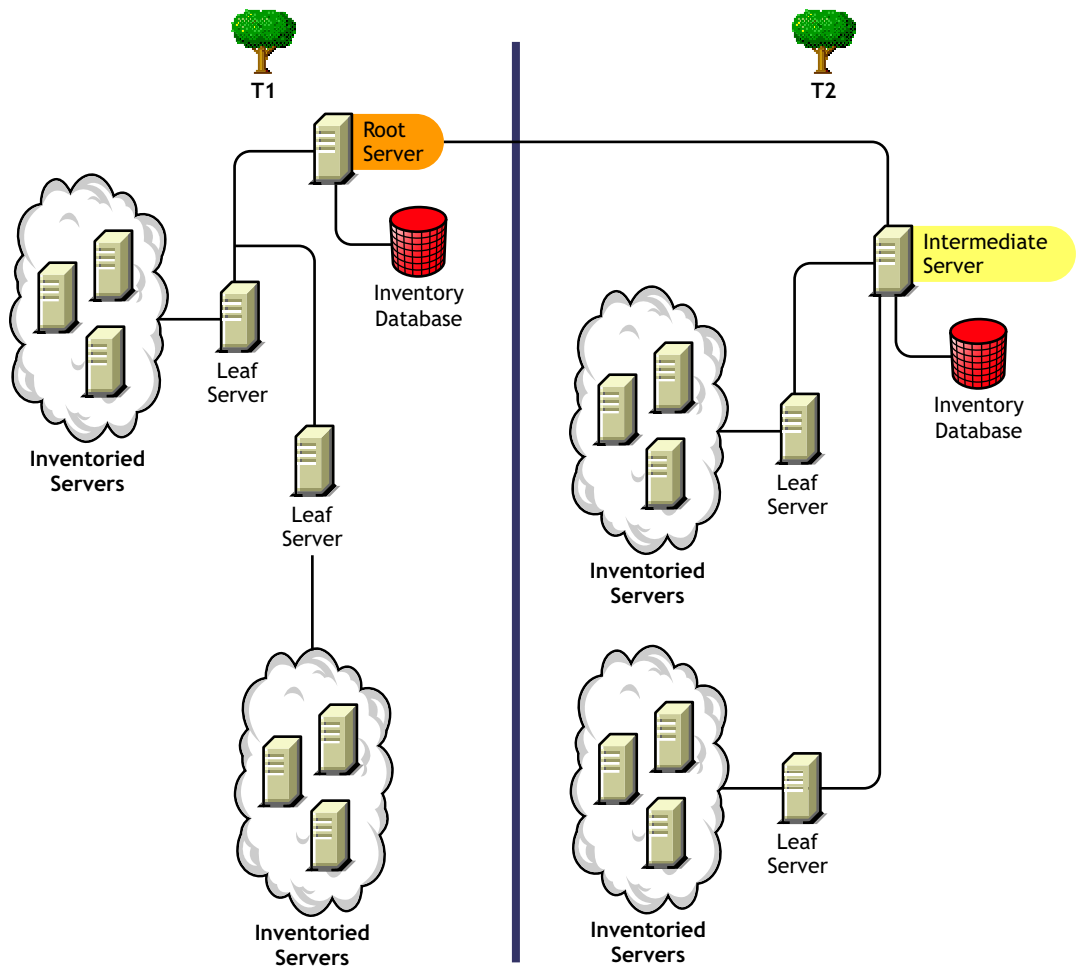 T1
T2
Root
Server
Intermediate
Server
Inventory
Database
Leaf
Server
Inventoried
Servers
Leaf
Server
Inventoried
Servers
Inventory
Database
Leaf
Server
Inventoried
Servers
Leaf
Server
Inventoried
Servers